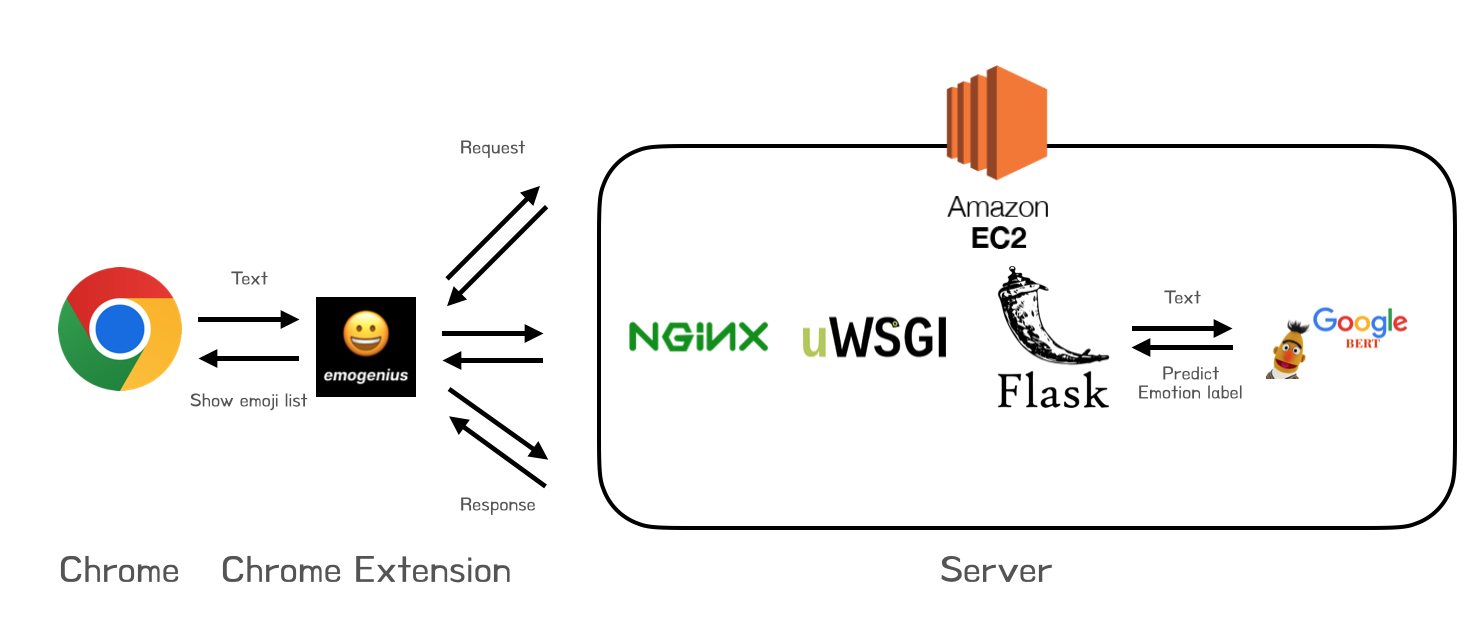 Request
Amazon
EC2
Text
Text
Google
BERT
NGiNX
uWSGI
emogenius
Predict
Emotion label
Flask
Show emoji list
Response
Chrome
Chrome Extension
Server